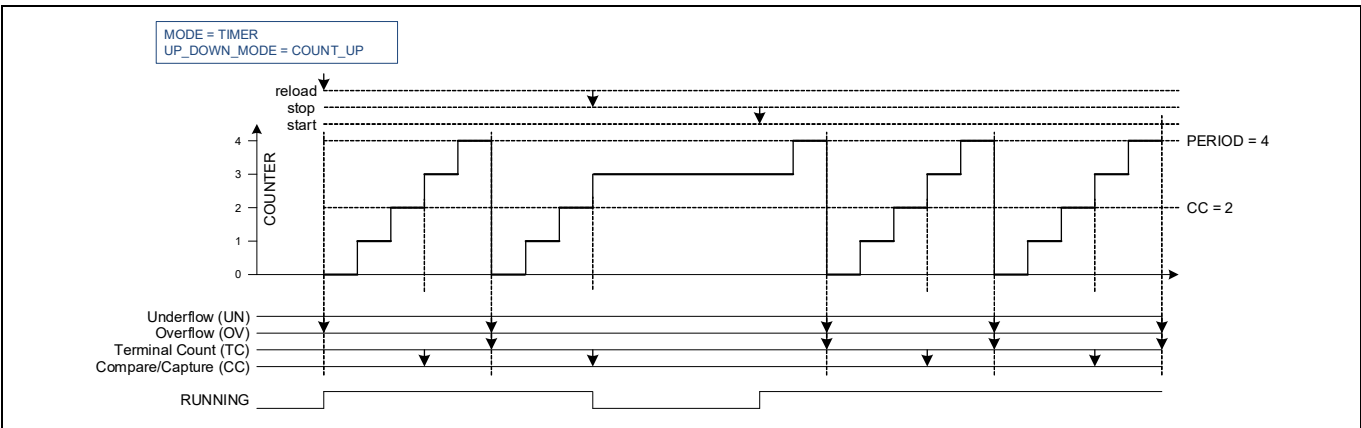 MODE = TIMER
UP_DOWN_MODE = COUNT_UP
reload
stop
start
4
PERIOD = 4
3
COUNTER
2
CC = 2
1
0
Underflow (UN)
Overflow (OV)
Terminal Count (TC)
Compare/Capture (CC)
RUNNING